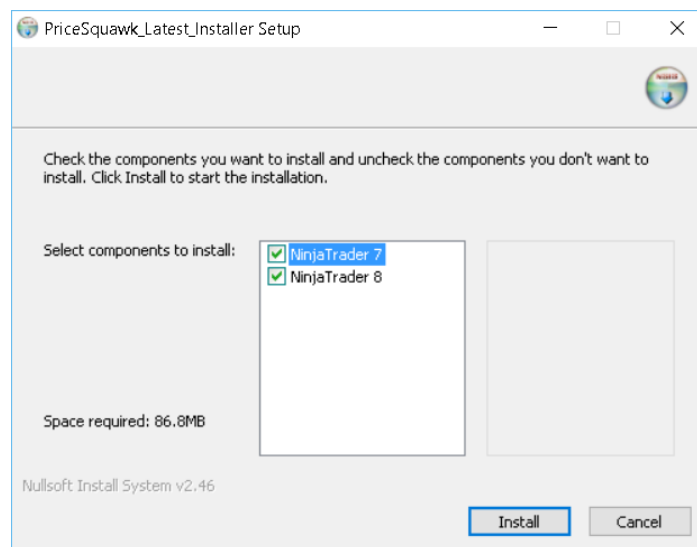 PriceSquawk_Latest_Installer Setup
Check the components you want to install and uncheck the components you don't want to
install. Click Install to start the installation.
Select components to install:
NinjaTrader 7
NinjaTrader 8
Space required: 86.8MB
Nullsoft Install System v2.46
Install
Cancel